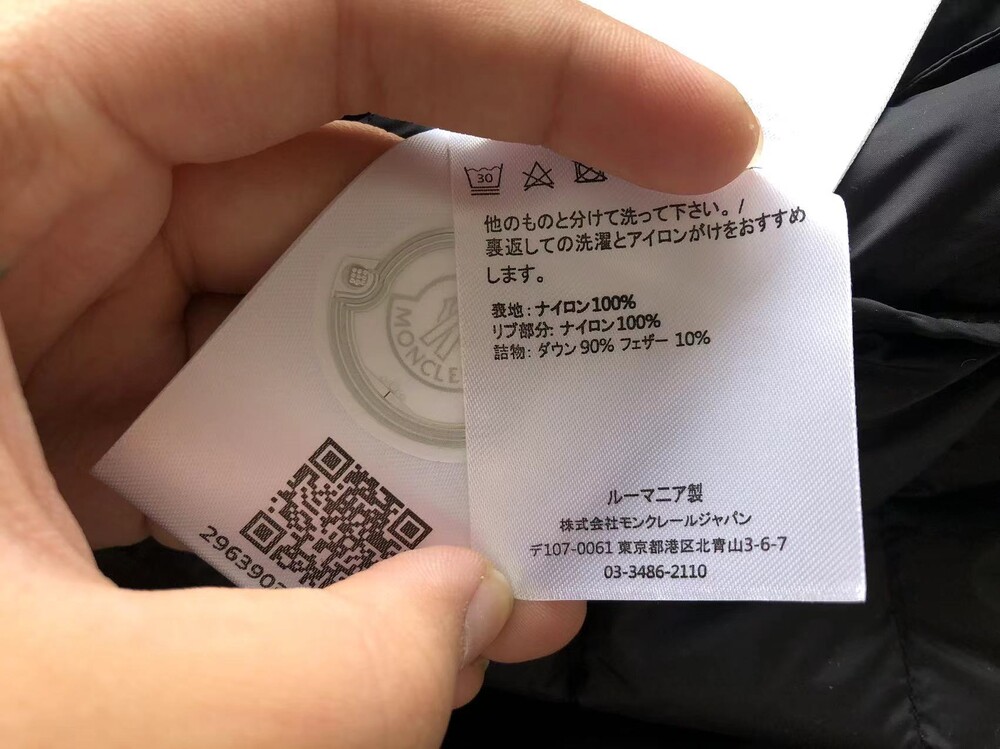 30
他のものと分けて洗って下さい。/
裏返しての洗濯とアイロンがけをおすすめ
します。
表地: ナイロン100%
リブ部分: ナイロン100%
詰物: ダウン 90% フェザー 10%
ルーマニア製
株式会社モンクレールジャパン
〒107-0061 東京都港区北青山3-6-7
03-3486-2110
MONCLE
296390